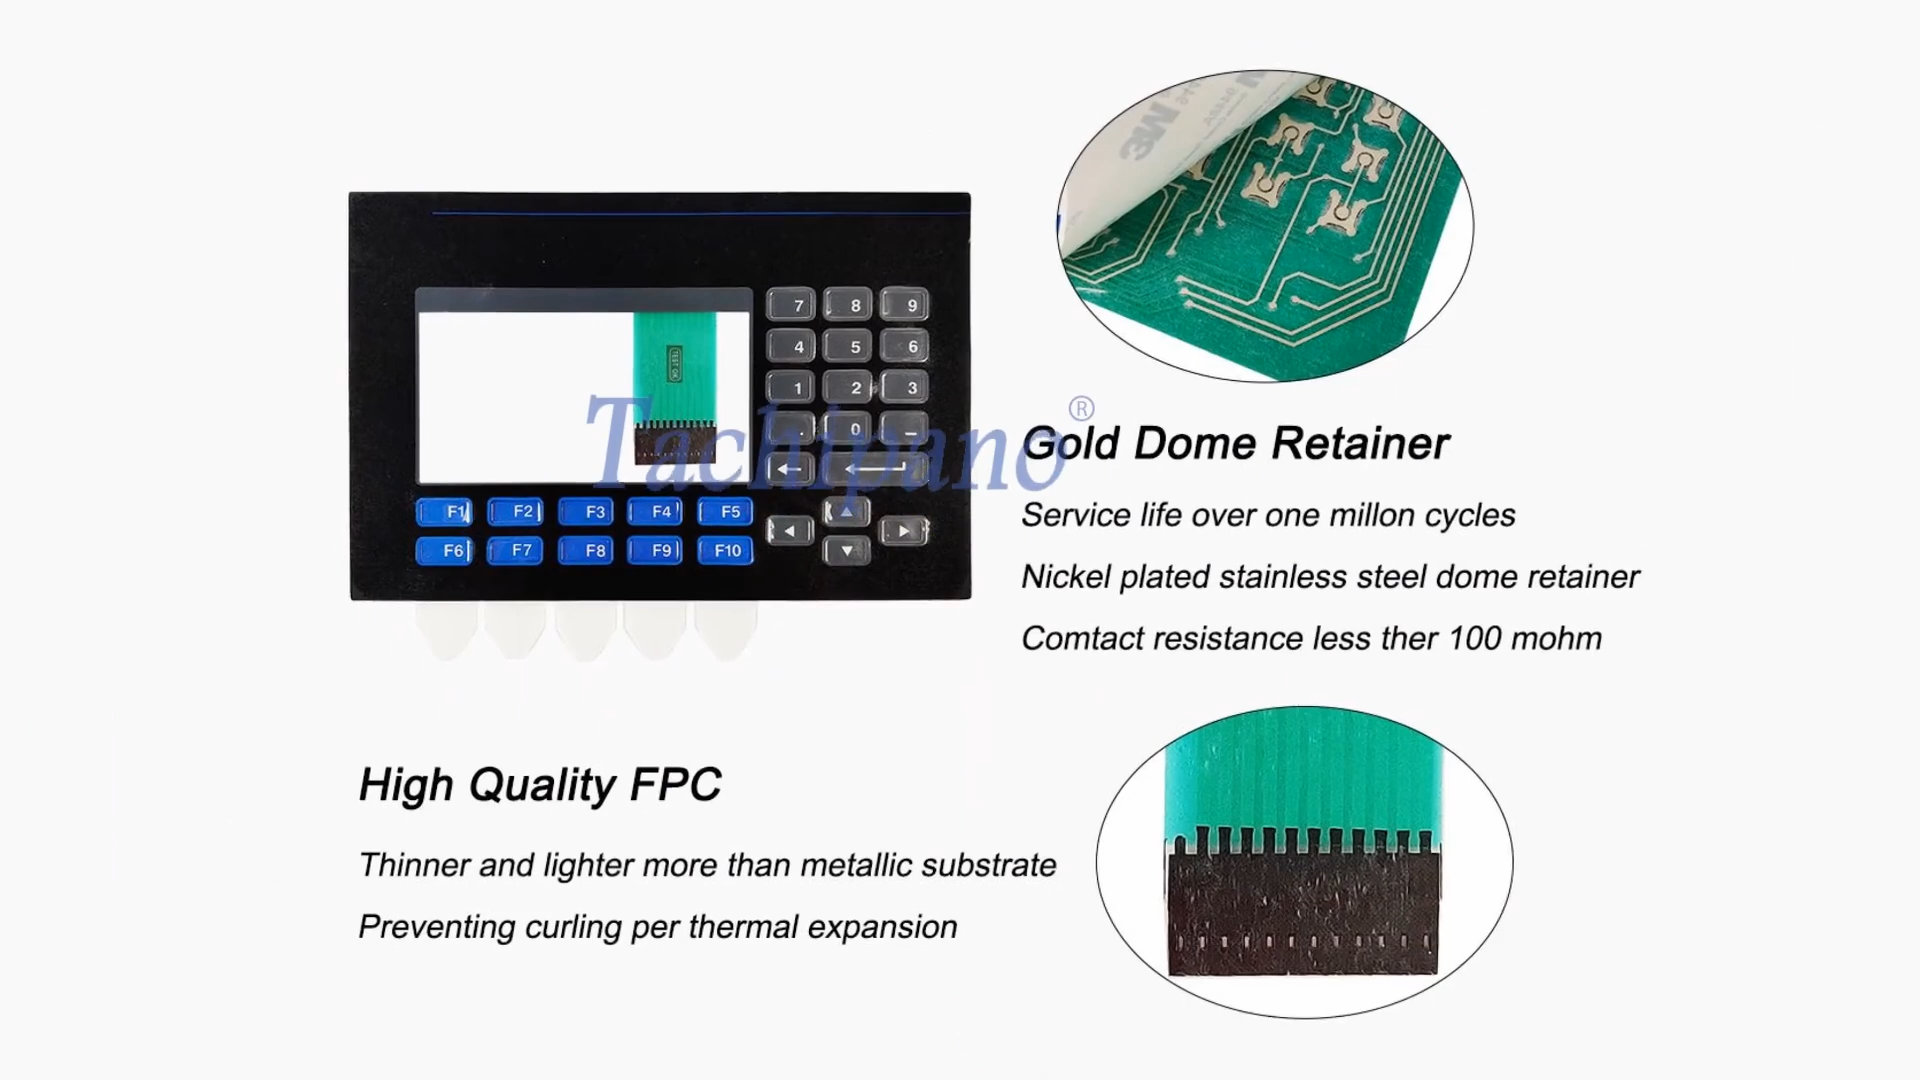 3M
7 8 9
4 5 6
1 2 3
. 0 –
TEST OK
Tachipano®
F1 F2 F3 F4 F5
F6 F7 F8 F9 F10
Gold Dome Retainer
Service life over one millon cycles
Nickel plated stainless steel dome retainer
Comtact resistance less ther 100 mohm
High Quality FPC
Thinner and lighter more than metallic substrate
Preventing curling per thermal expansion